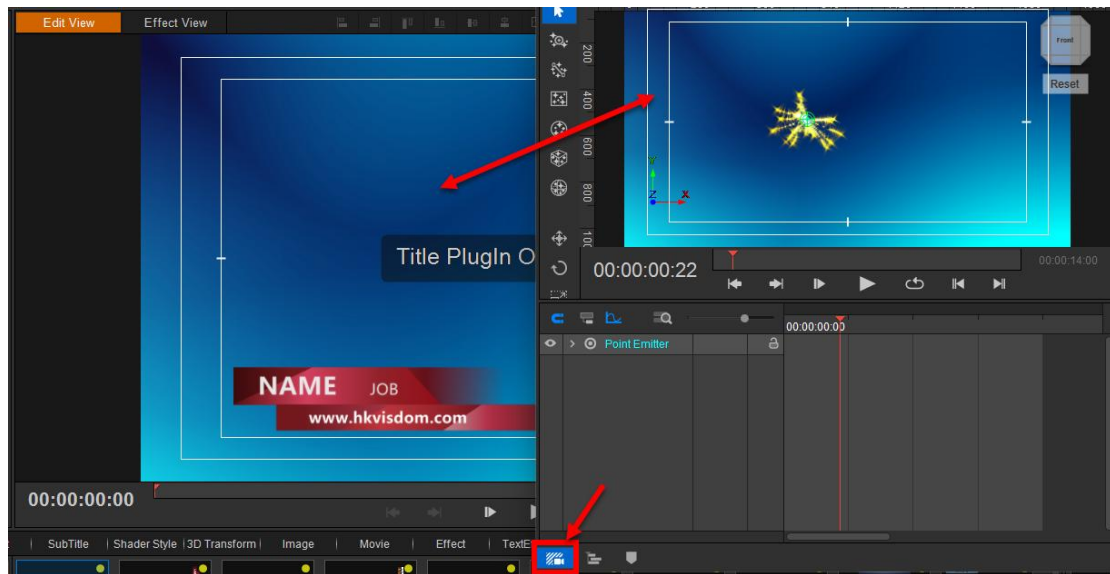 Edit View
Effect View
Title PlugIn O
NAME JOB
www.hkvisdom.com
00:00:00:00
SubTitle
Shader Style
3D Transform
Image
Movie
Effect
TextE
200
400
600
800
Front
Reset
Y
Z
X
00:00:00:22
00:00:14:00
00:00:00:00
Point Emitter